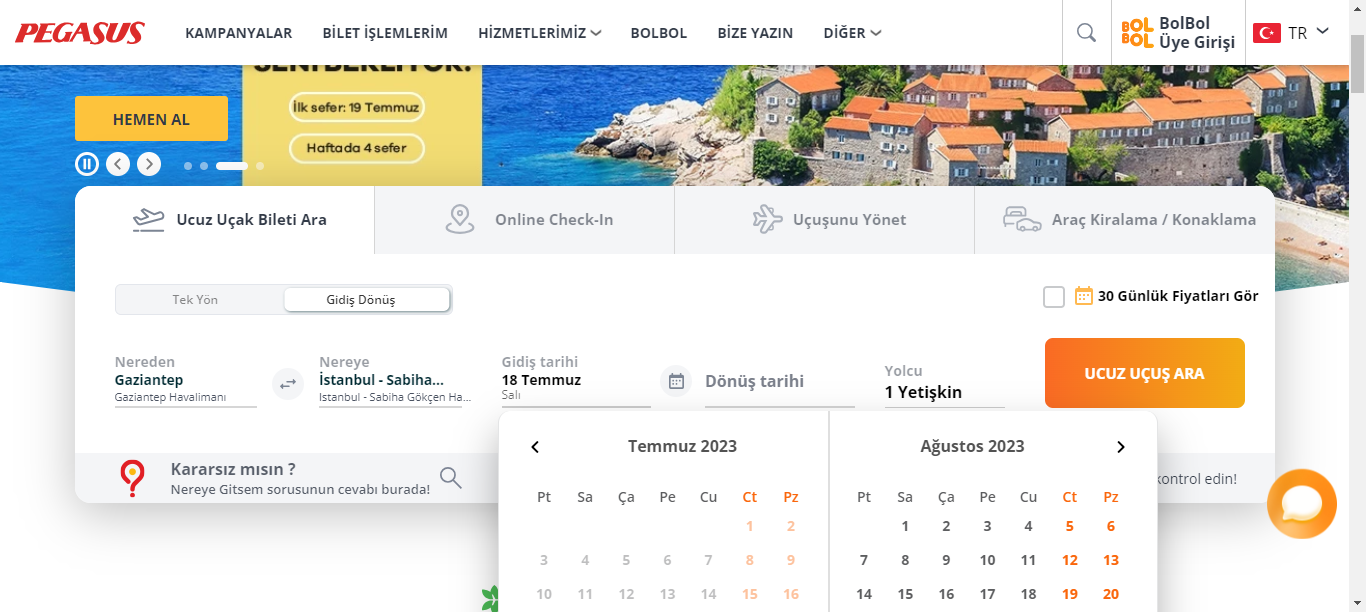 PEGASUS
KAMPANYALAR BİLET İŞLEMLERİM HİZMETLERİMİZ BOLBOL BİZE YAZIN DİĞER
BOL BOL BolBol Üye Girişi TR
SENİ BEKLİYOR!
İlk sefer: 19 Temmuz
HEMEN AL
Haftada 4 sefer
Ucuz Uçak Bileti Ara Online Check-In Uçuşunu Yönet Araç Kiralama / Konaklama
Tek Yön Gidiş Dönüş 30 Günlük Fiyatları Gör
Nereden Nereye Gidiş tarihi Dönüş tarihi Yolcu
Gaziantep İstanbul - Sabiha... 18 Temmuz 1 Yetişkin UCUZ UÇUŞ ARA
Gaziantep Havalimanı Istanbul - Sabiha Gökçen Ha... Salı
Temmuz 2023 Ağustos 2023
Kararsız mısın ?
Nereye Gitsem sorusunun cevabı burada! kontrol edin!
Pt Sa Ça Pe Cu Ct Pz Pt Sa Ça Pe Cu Ct Pz
1 2 1 2 3 4 5 6
3 4 5 6 7 8 9 7 8 9 10 11 12 13
10 11 12 13 14 15 16 14 15 16 17 18 19 20